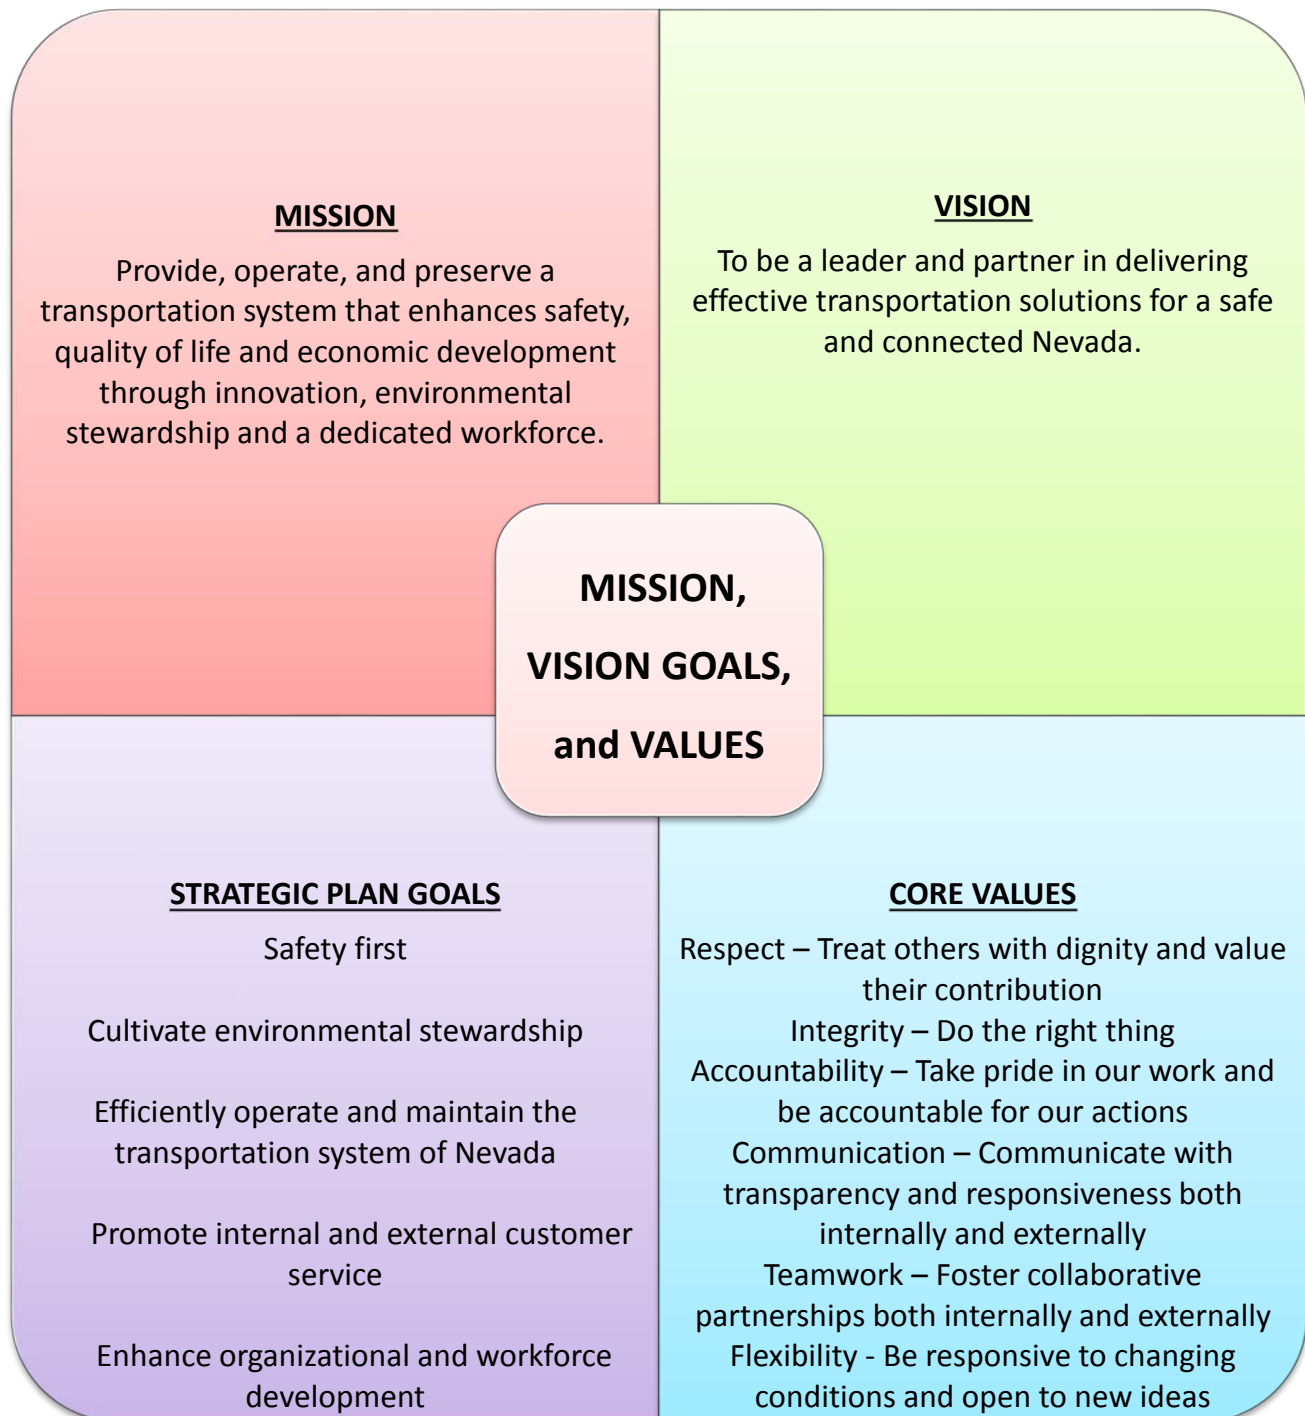 MISSION
Provide, operate, and preserve a
transportation system that enhances safety,
quality of life and economic development
through innovation, environmental
stewardship and a dedicated workforce.
VISION
To be a leader and partner in delivering
effective transportation solutions for a safe
and connected Nevada.
MISSION,
VISION GOALS,
and VALUES
STRATEGIC PLAN GOALS
Safety first
Cultivate environmental stewardship
Efficiently operate and maintain the
transportation system of Nevada
Promote internal and external customer
service
Enhance organizational and workforce
development
CORE VALUES
Respect – Treat others with dignity and value
their contribution
Integrity – Do the right thing
Accountability – Take pride in our work and
be accountable for our actions
Communication – Communicate with
transparency and responsiveness both
internally and externally
Teamwork – Foster collaborative
partnerships both internally and externally
Flexibility - Be responsive to changing
conditions and open to new ideas